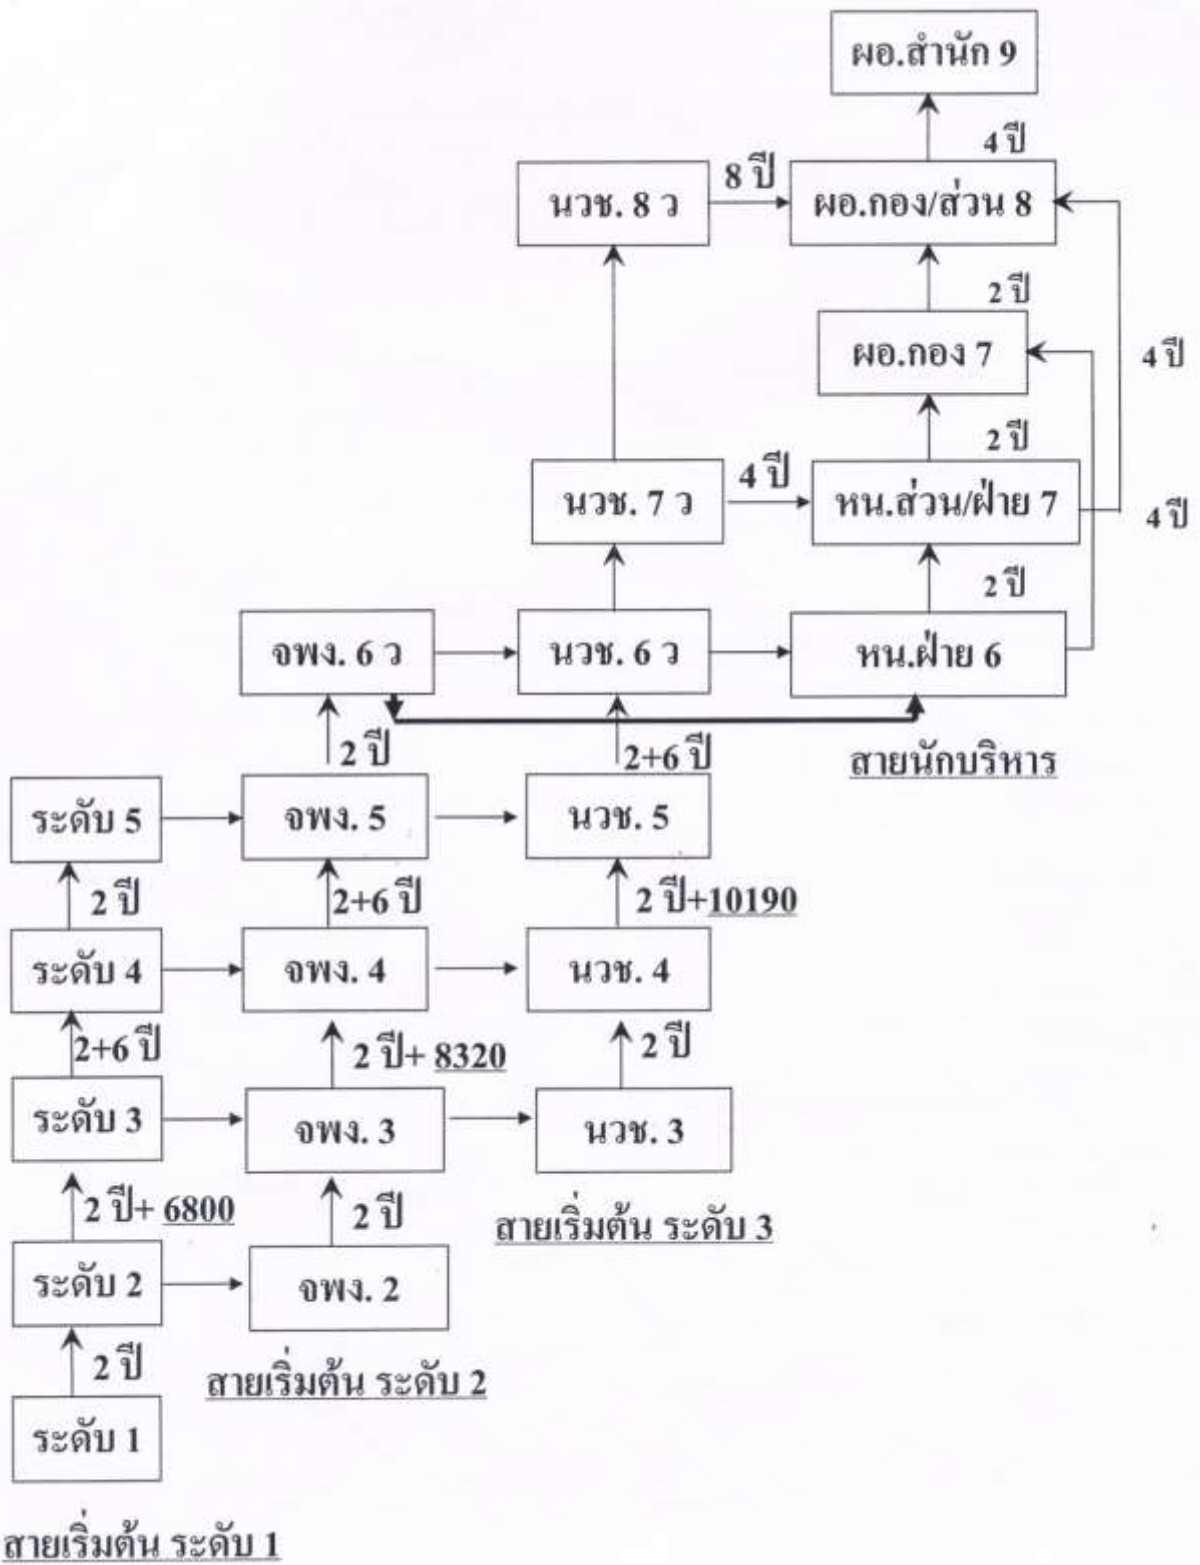 ผอ.สำนัก 9
4 ปี
นวช. 8 ว
8 ปี
ผอ.กอง/ส่วน 8
2 ปี
ผอ.กอง 7
4 ปี
2 ปี
นวช. 7 ว
4 ปี
หน.ส่วน/ฝ่าย 7
4 ปี
2 ปี
จพง. 6 ว
นวช. 6 ว
หน.ฝ่าย 6
2 ปี
2+6 ปี
สายนักบริหาร
ระดับ 5
จพง. 5
นวช. 5
2 ปี
2+6 ปี
2 ปี+10190
ระดับ 4
จพง. 4
นวช. 4
2+6 ปี
2 ปี+ 8320
2 ปี
ระดับ 3
จพง. 3
นวช. 3
2 ปี+ 6800
2 ปี
สายเริ่มต้น ระดับ 3
ระดับ 2
จพง. 2
2 ปี
สายเริ่มต้น ระดับ 2
ระดับ 1
สายเริ่มต้น ระดับ 1